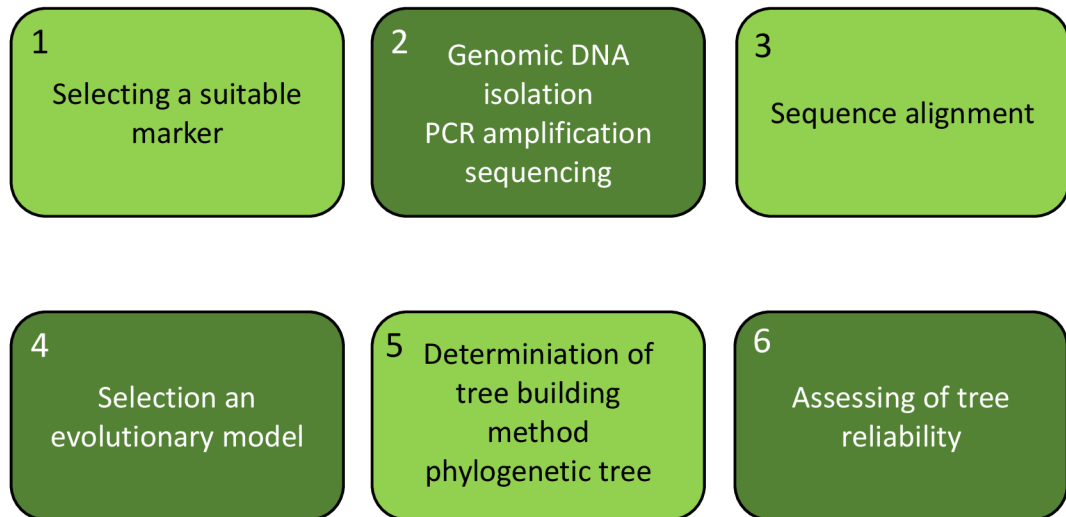 1
Selecting a suitable
marker
2
Genomic DNA
isolation
PCR amplification
sequencing
3
Sequence alignment
4
Selection an
evolutionary model
5
Determiniation of
tree building
method
phylogenetic tree
6
Assessing of tree
reliability